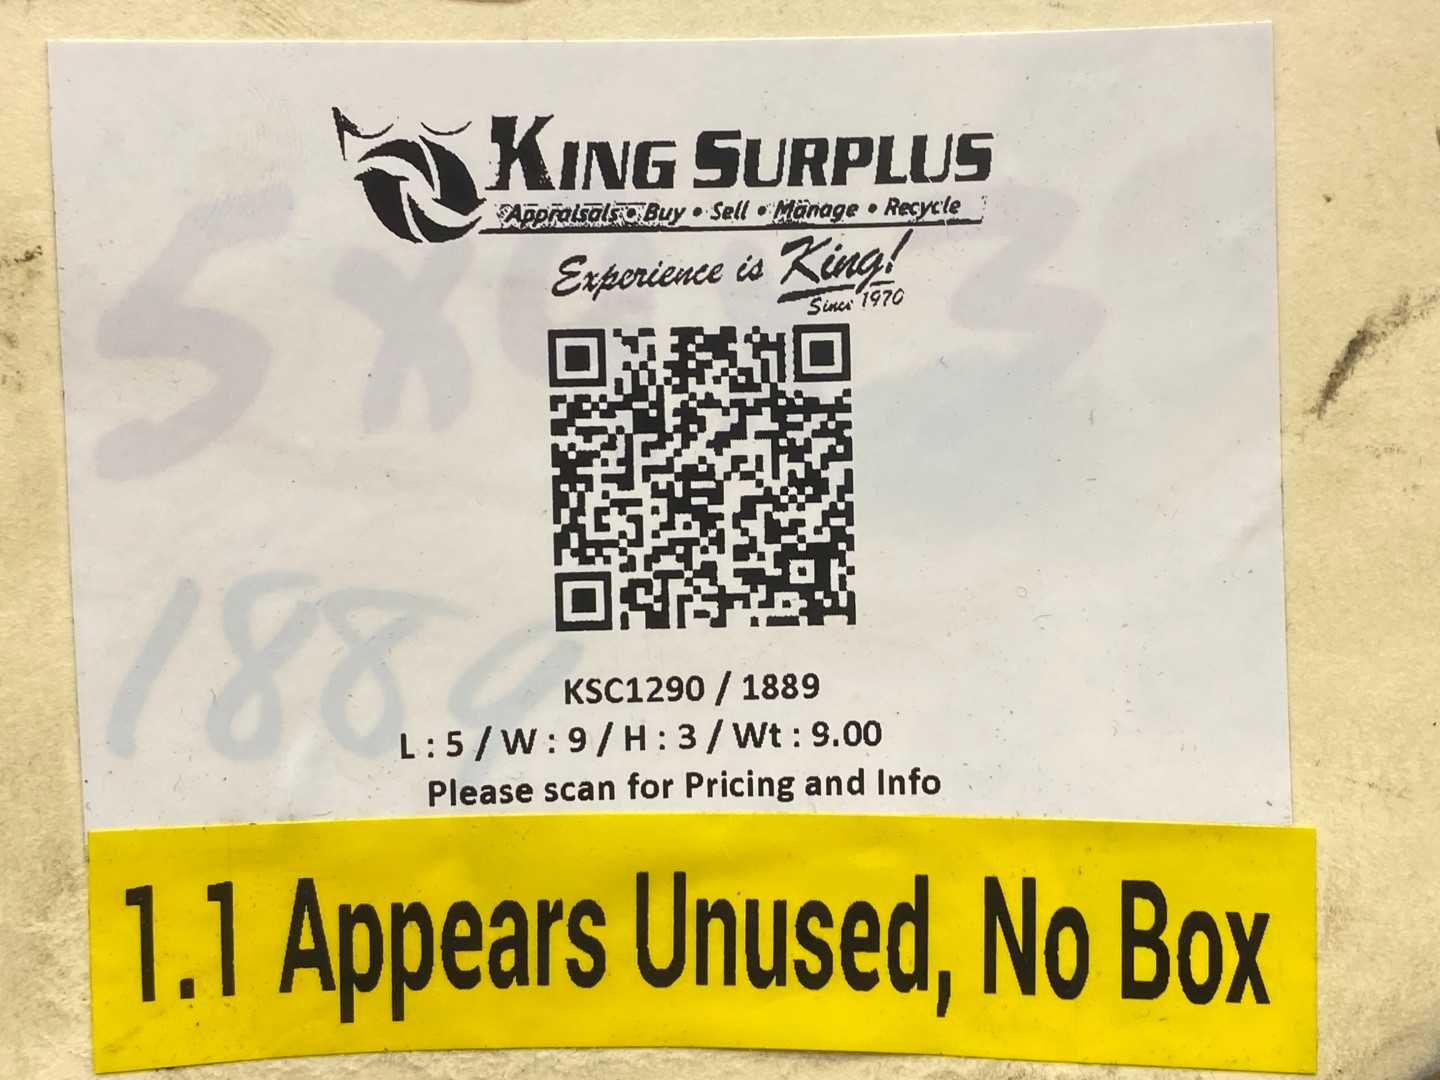 KING SURPLUS
Appraisals • Buy • Sell • Manage • Recycle
Experience is King!
Since 1970
KSC1290 / 1889
L : 5 / W : 9 / H : 3 / Wt : 9.00
Please scan for Pricing and Info
1.1 Appears Unused, No Box
1889